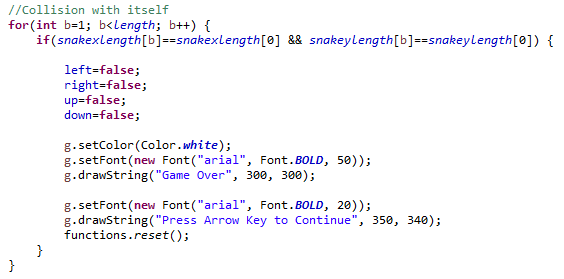 //Collision with itself
for(int b=1; b<length; b++) {
if(snakexlength[b]==snakexlength[0] && snakeylength[b]==snakeylength[0]) {
left=false;
right=false;
up=false;
down=false;
g.setColor(Color.white);
g.setFont(new Font("arial", Font.BOLD, 50));
g.drawString("Game Over", 300, 300);
g.setFont(new Font("arial", Font.BOLD, 20));
g.drawString("Press Arrow Key to Continue", 350, 340);
functions.reset();
}
}